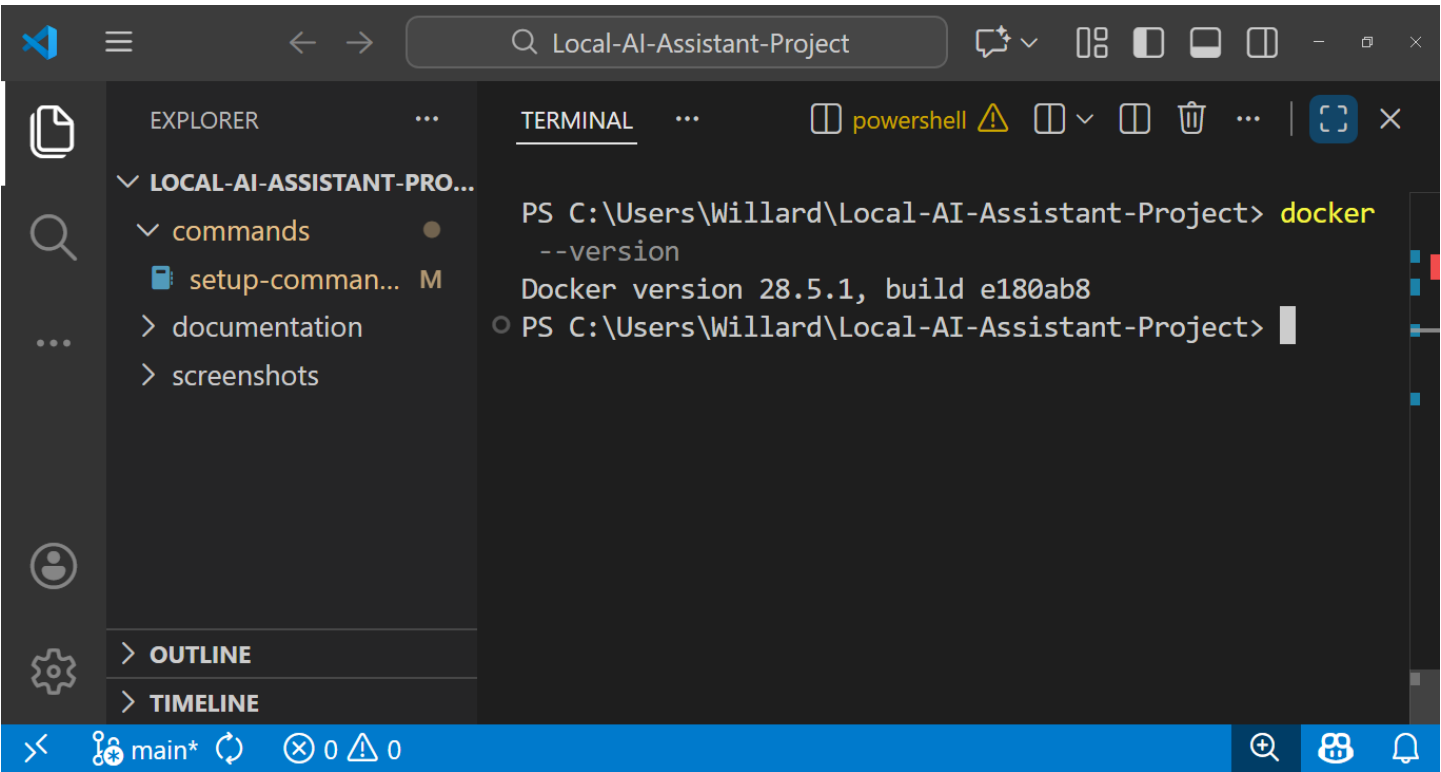 Local-AI-Assistant-Project
EXPLORER
LOCAL-AI-ASSISTANT-PRO...
commands
setup-comman... M
documentation
screenshots
OUTLINE
TIMELINE
TERMINAL
powershell
PS C:\Users\Willard\Local-AI-Assistant-Project> docker
--version
Docker version 28.5.1, build e180ab8
PS C:\Users\Willard\Local-AI-Assistant-Project>
main* 0 0